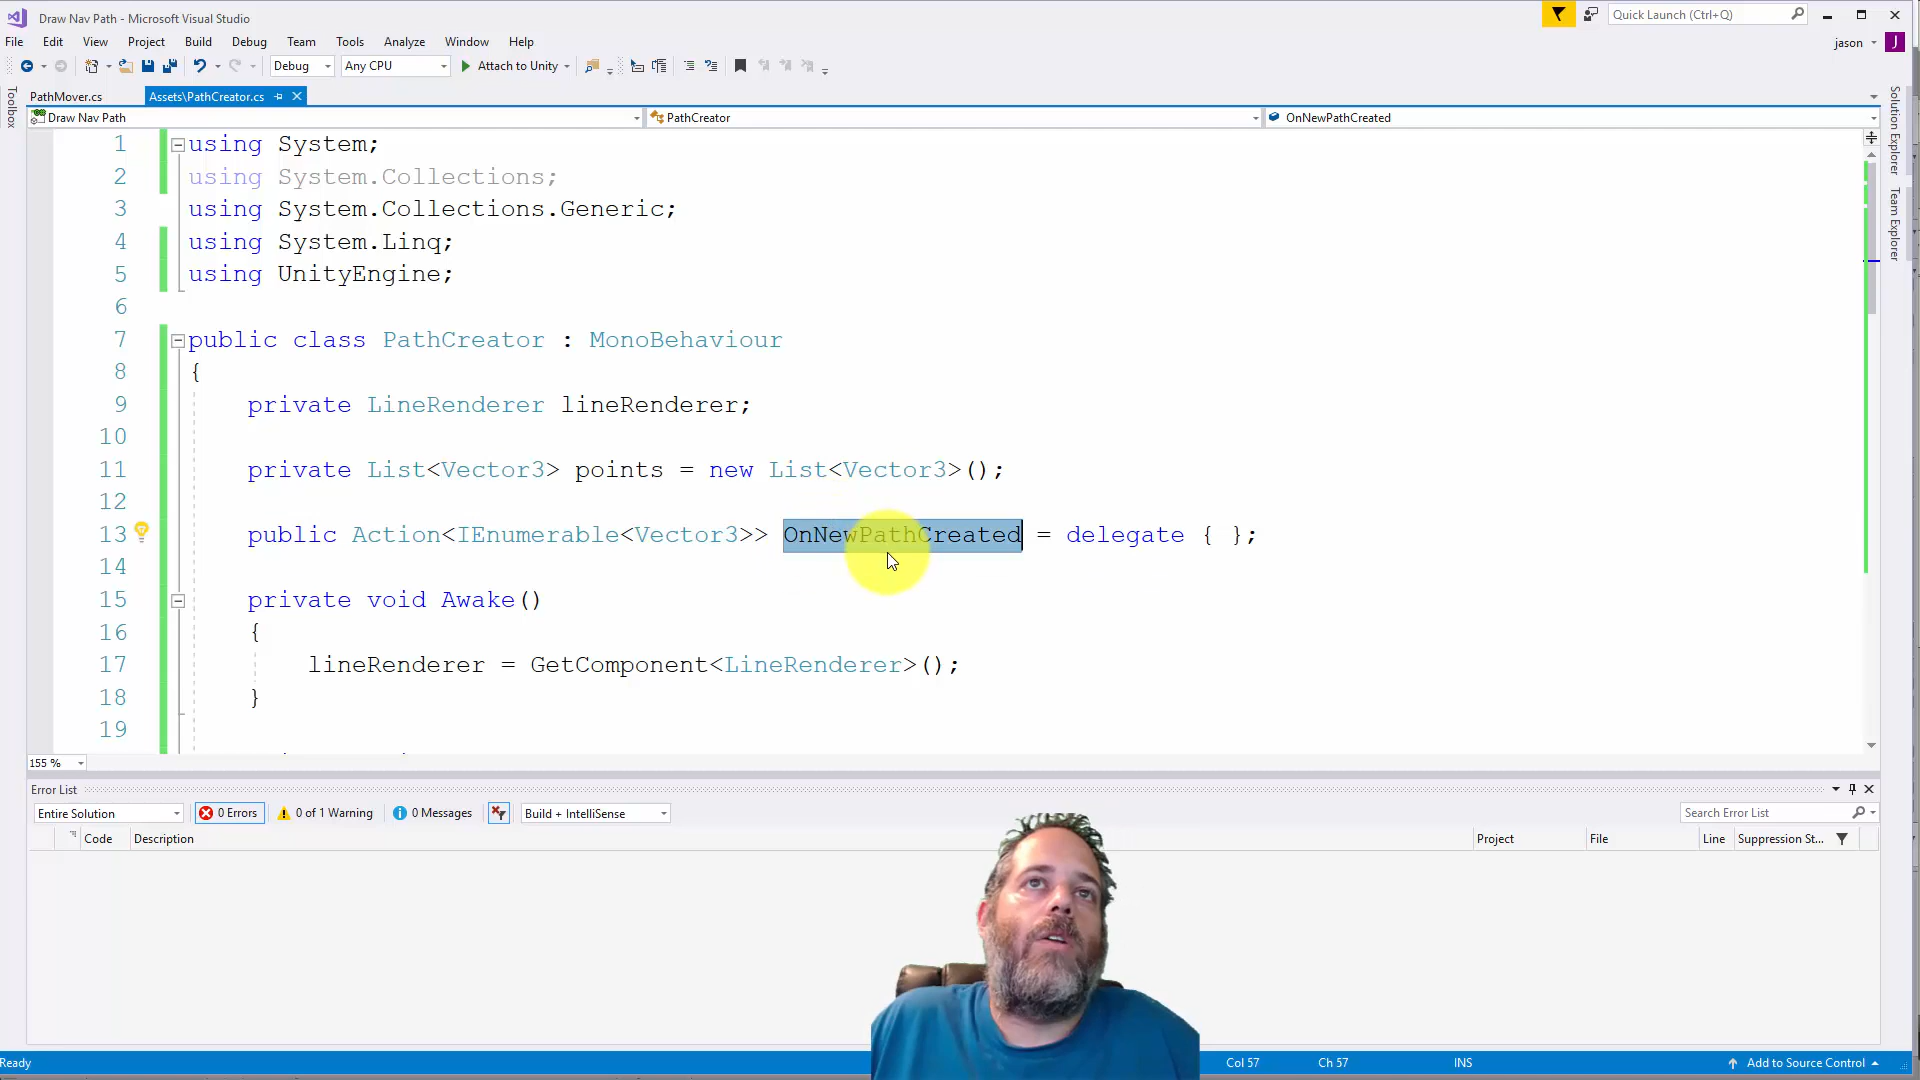 Draw Nav Path - Microsoft Visual Studio
Quick Launch (Ctrl+Q)
File Edit View Project Build Debug Team Tools Test Analyze Window Help
jason J
Debug Any CPU Attach to Unity
PathMover.cs Assets\PathCreator.cs
Draw Nav Path PathCreator OnNewPathCreated
Toolbox
Solution Explorer
Team Explorer
1 using System;
2 using System.Collections;
3 using System.Collections.Generic;
4 using System.Linq;
5 using UnityEngine;
6
7 public class PathCreator : MonoBehaviour
8 {
9 private LineRenderer lineRenderer;
10
11 private List<Vector3> points = new List<Vector3>();
12
13 public Action<IEnumerable<Vector3>> OnNewPathCreated = delegate { };
14
15 private void Awake()
16 {
17 lineRenderer = GetComponent<LineRenderer>();
18 }
19
155 %
Error List
Entire Solution 0 Errors 0 of 1 Warning 0 Messages Build + IntelliSense Search Error List
Code Description Project File Line Suppression St...
Ready Col 57 Ch 57 INS Add to Source Control